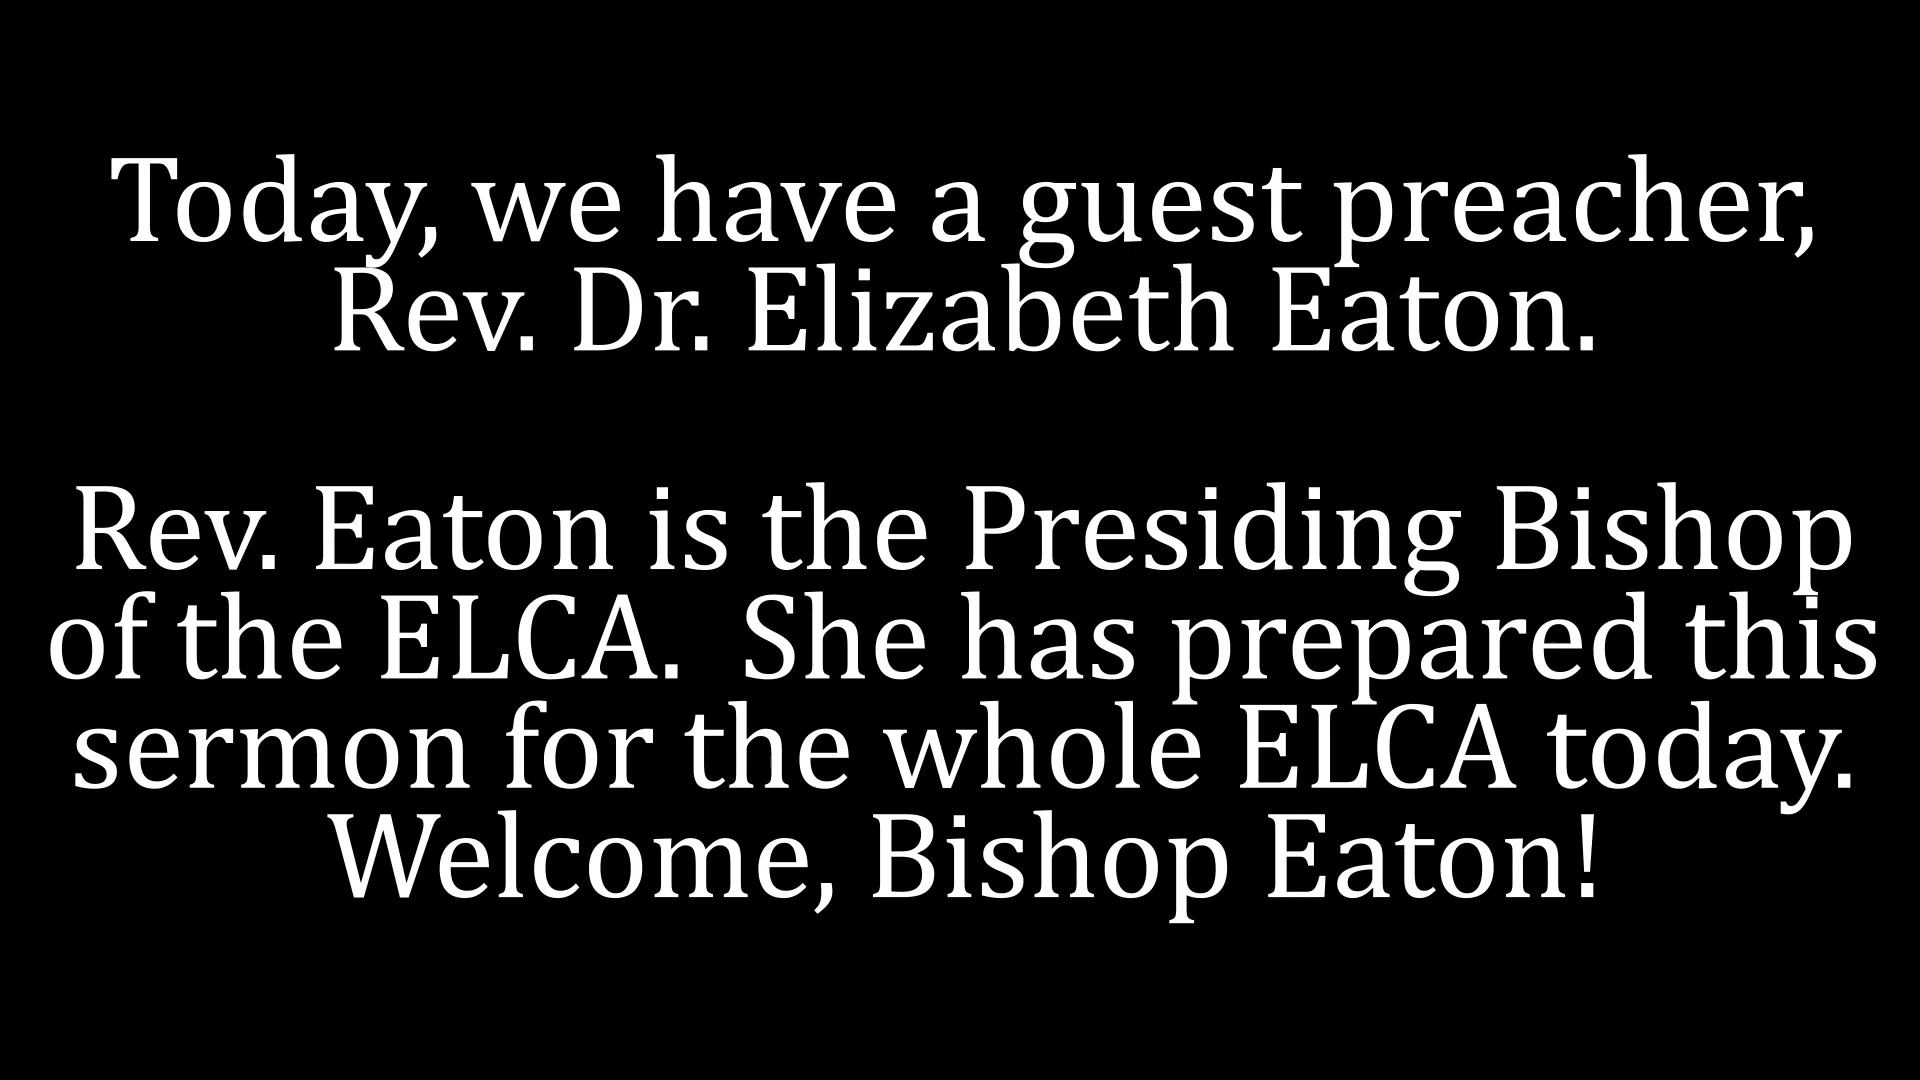 Today, we have a guest preacher,
Rev. Dr. Elizabeth Eaton.
Rev. Eaton is the Presiding Bishop
of the ELCA.  She has prepared this
sermon for the whole ELCA today.
Welcome, Bishop Eaton!